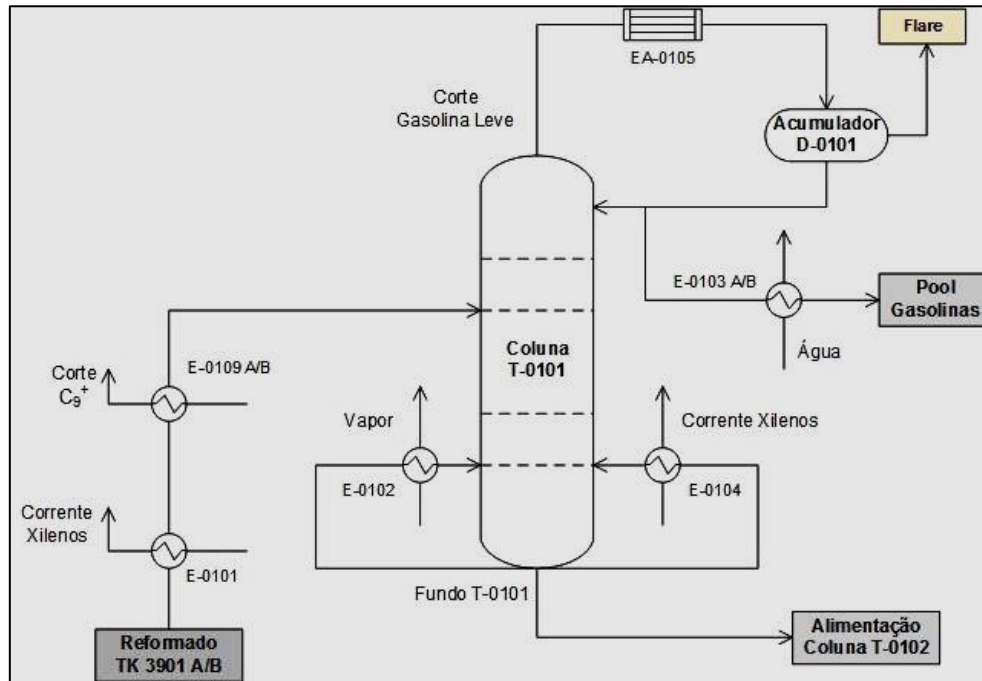 Flare
EA-0105
Corte
Gasolina Leve
Acumulador
D-0101
E-0103 A/B
Pool
Gasolinas
Água
Coluna
T-0101
E-0109 A/B
Corte
C₉⁺
Vapor
Corrente Xilenos
E-0102
E-0104
Corrente
Xilenos
E-0101
Fundo T-0101
Reformado
TK 3901 A/B
Alimentação
Coluna T-0102